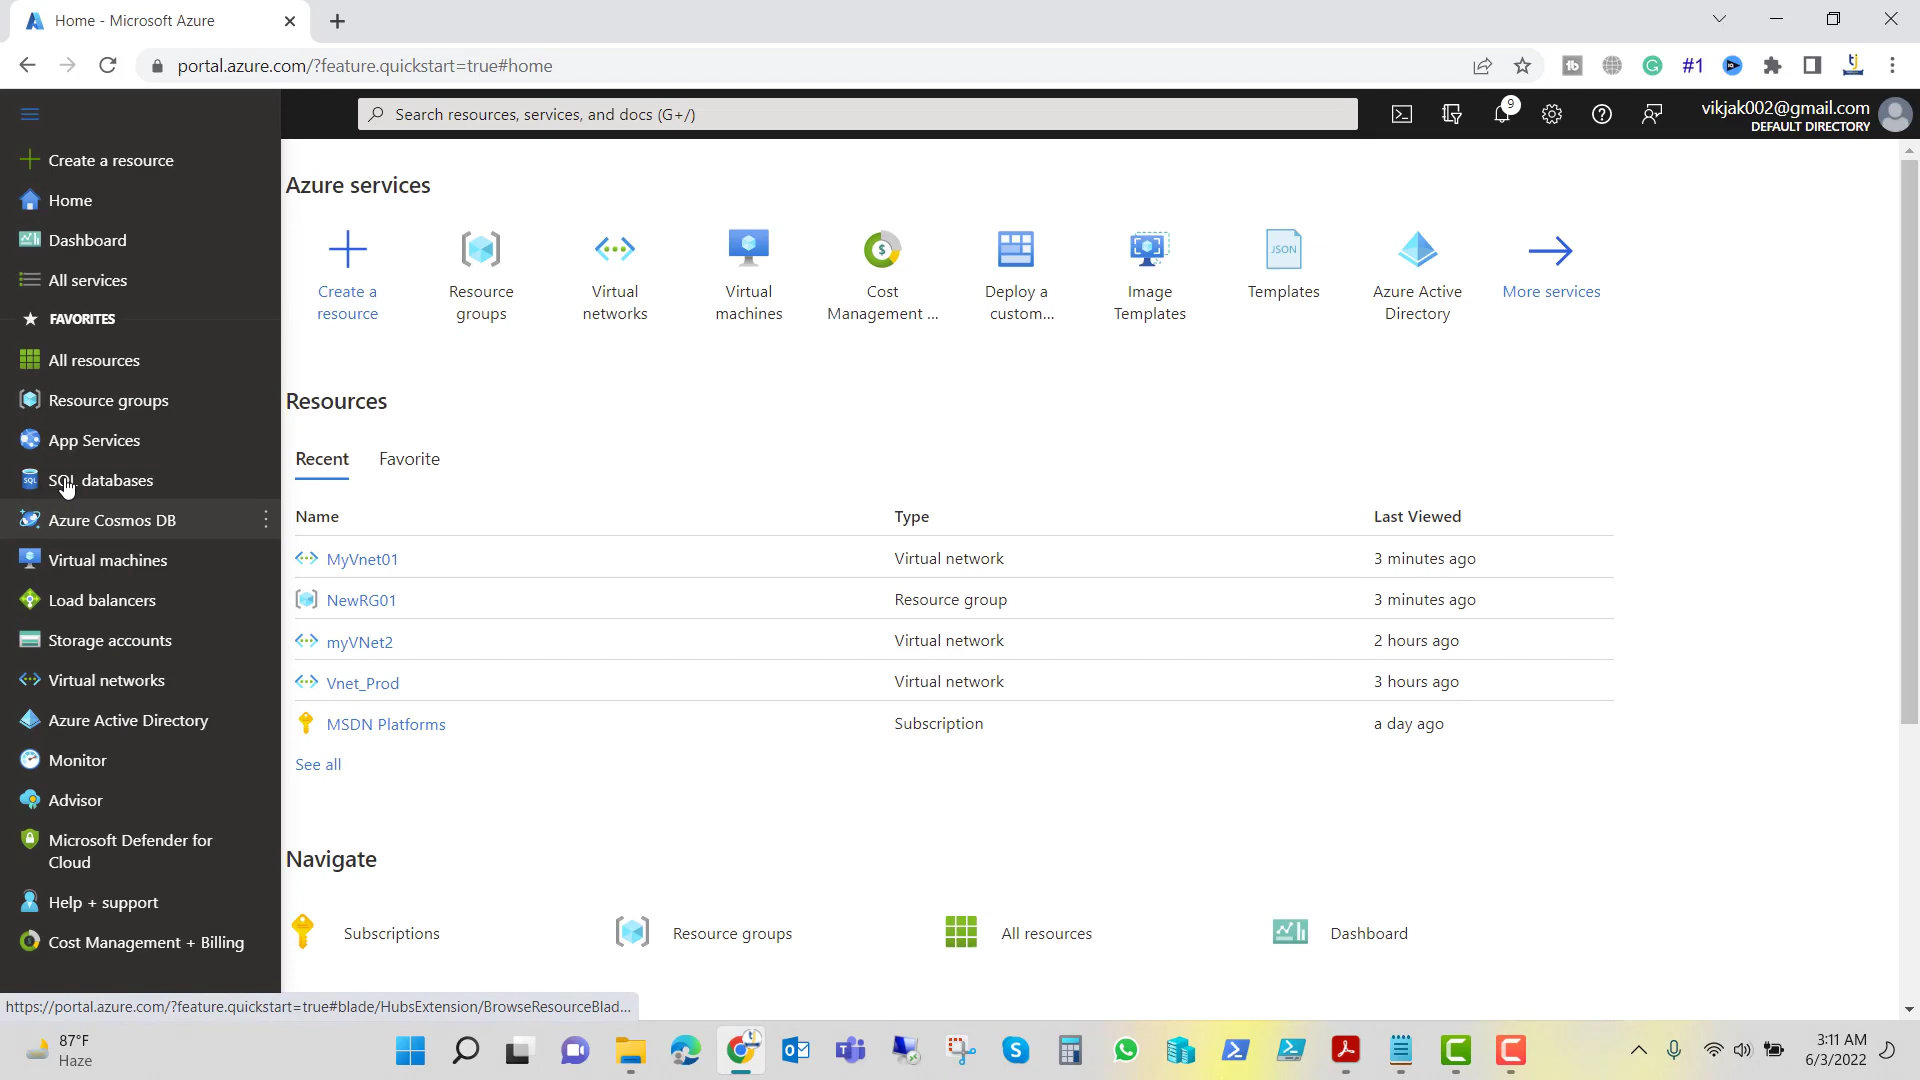 Home - Microsoft Azure
portal.azure.com/?feature.quickstart=true#home
#1
Search resources, services, and docs (G+/)
9
vikjak002@gmail.com
DEFAULT DIRECTORY
Create a resource
Home
Dashboard
All services
FAVORITES
All resources
Resource groups
App Services
SQL databases
Azure Cosmos DB
Virtual machines
Load balancers
Storage accounts
Virtual networks
Azure Active Directory
Monitor
Advisor
Microsoft Defender for
Cloud
Help + support
Cost Management + Billing
Azure services
Create a
resource
Resource
groups
Virtual
networks
Virtual
machines
Cost
Management ...
Deploy a
custom...
Image
Templates
JSON
Templates
Azure Active
Directory
More services
Resources
Recent Favorite
Name Type Last Viewed
MyVnet01 Virtual network 3 minutes ago
NewRG01 Resource group 3 minutes ago
myVNet2 Virtual network 2 hours ago
Vnet_Prod Virtual network 3 hours ago
MSDN Platforms Subscription a day ago
See all
Navigate
Subscriptions Resource groups All resources Dashboard
https://portal.azure.com/?feature.quickstart=true#blade/HubsExtension/BrowseResourceBlad...
87°F
Haze
3:11 AM
6/3/2022